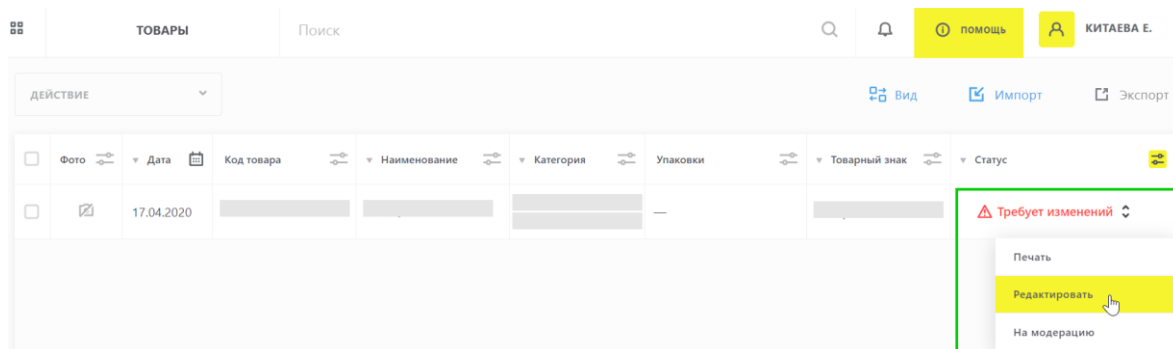 ТОВАРЫ Поиск ПОМОЩЬ КИТАЕВА Е.
ДЕЙСТВИЕ Вид Импорт Экспорт
Фото Дата Код товара Наименование Категория Упаковки Товарный знак Статус
17.04.2020 — Требует изменений
Печать
Редактировать
На модерацию